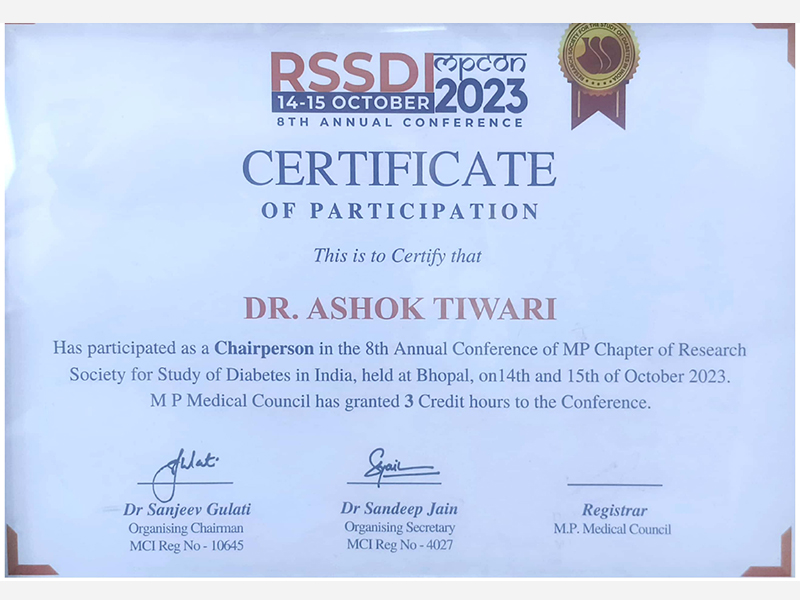 RSSDI mpcon
14-15 OCTOBER 2023
8TH ANNUAL CONFERENCE
CERTIFICATE
OF PARTICIPATION
This is to Certify that
DR. ASHOK TIWARI
Has participated as a Chairperson in the 8th Annual Conference of MP Chapter of Research
Society for Study of Diabetes in India, held at Bhopal, on14th and 15th of October 2023.
M P Medical Council has granted 3 Credit hours to the Conference.
Dr Sanjeev Gulati Dr Sandeep Jain Registrar
Organising Chairman Organising Secretary M.P. Medical Council
MCI Reg No - 10645 MCI Reg No - 4027